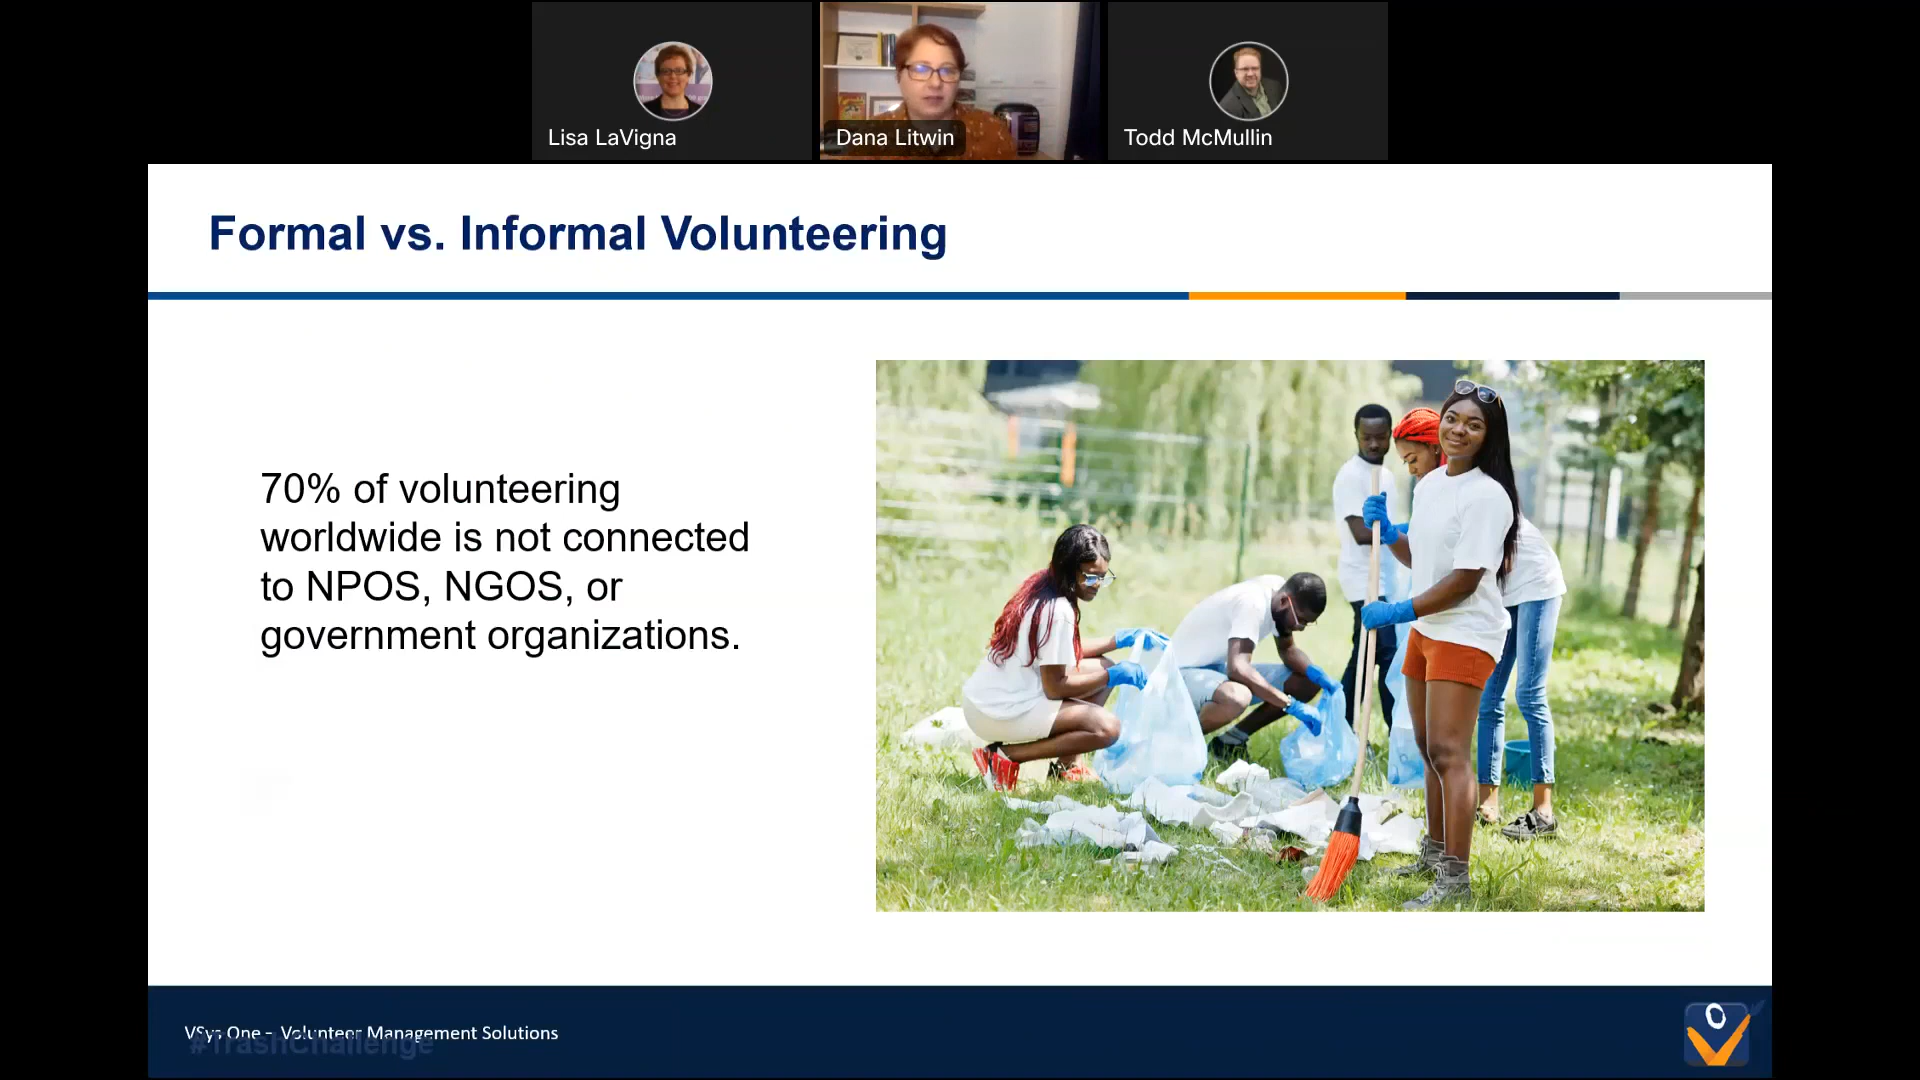 Lisa LaVigna
Dana Litwin
Todd McMullin
Formal vs. Informal Volunteering
70% of volunteering
worldwide is not connected
to NPOS, NGOS, or
government organizations.
VSys One - Volunteer Management Solutions
#TrashChallenge